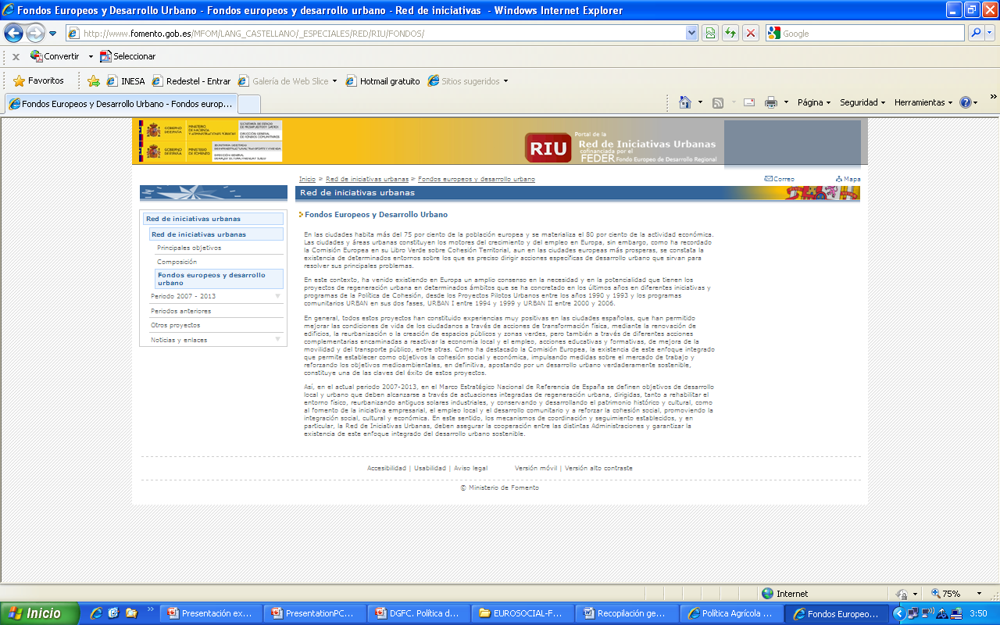 Fondos Europeos y Desarrollo Urbano - Fondos europeos y desarrollo urbano - Red de iniciativas - Windows Internet Explorer
http://www.fomento.gob.es/MFOM/LANG_CASTELLANO/_ESPECIALES/RED/RIU/FONDOS/
Google
Convertir
Seleccionar
Favoritos
INESA
Redestel - Entrar
Galería de Web Slice
Hotmail gratuito
Sitios sugeridos
Fondos Europeos y Desarrollo Urbano - Fondos europ...
Página
Seguridad
Herramientas
GOBIERNO DE ESPAÑA
MINISTERIO DE HACIENDA Y ADMINISTRACIONES PÚBLICAS
GOBIERNO DE ESPAÑA
MINISTERIO DE FOMENTO
RIU
Portal de la
Red de Iniciativas Urbanas
cofinanciada por el
FEDER Fondo Europeo de Desarrollo Regional
Inicio > Red de iniciativas urbanas > Fondos europeos y desarrollo urbano
Correo
Mapa
Red de iniciativas urbanas
Red de iniciativas urbanas
Red de iniciativas urbanas
Principales objetivos
Composición
Fondos europeos y desarrollo
urbano
Periodo 2007 - 2013
Periodos anteriores
Otros proyectos
Noticias y enlaces
Fondos Europeos y Desarrollo Urbano
En las ciudades habita más del 75 por ciento de la población europea y se materializa el 80 por ciento de la actividad económica.
Las ciudades y áreas urbanas constituyen los motores del crecimiento y del empleo en Europa, sin embargo, como ha recordado
la Comisión Europea en su Libro Verde sobre Cohesión Territorial, aun en las ciudades europeas más prosperas, se constata la
existencia de determinados entornos sobre los que es preciso dirigir acciones específicas de desarrollo urbano que sirvan para
resolver sus principales problemas.
En este contexto, ha venido existiendo en Europa un amplio consenso en la necesidad y en la potencialidad que tienen los
proyectos de regeneración urbana en determinados ámbitos que se ha concretado en los últimos años en diferentes iniciativas y
programas de la Política de Cohesión, desde los Proyectos Pilotos Urbanos entre los años 1990 y 1993 y los programas
comunitarios URBAN en sus dos fases, URBAN I entre 1994 y 1999 y URBAN II entre 2000 y 2006.
En general, todos estos proyectos han constituido experiencias muy positivas en las ciudades españolas, que han permitido
mejorar las condiciones de vida de los ciudadanos a través de acciones de transformación física, mediante la renovación de
edificios, la reurbanización o la creación de espacios públicos y zonas verdes, pero también a través de diferentes acciones
complementarias encaminadas a reactivar la economía local y el empleo, acciones educativas y formativas, de mejora de la
movilidad y del transporte público, entre otras. Como ha destacado la Comisión Europea, la existencia de este enfoque integrado
que permite establecer como objetivos la cohesión social y económica, impulsando medidas sobre el mercado de trabajo y
reforzando los objetivos medioambientales, en definitiva, apostando por un desarrollo urbano verdaderamente sostenible,
constituye una de las claves del éxito de estos proyectos.
Así, en el actual periodo 2007-2013, en el Marco Estratégico Nacional de Referencia de España se definen objetivos de desarrollo
local y urbano que deben alcanzarse a través de actuaciones integradas de regeneración urbana, dirigidas, tanto a rehabilitar el
entorno físico, reurbanizando antiguos solares industriales, y conservando y desarrollando el patrimonio histórico y cultural, como
al fomento de la iniciativa empresarial, el empleo local y el desarrollo comunitario y a reforzar la cohesión social, promoviendo la
integración social, cultural y económica. En este sentido, los mecanismos de coordinación y seguimiento establecidos, y en
particular, la Red de Iniciativas Urbanas, deben asegurar la cooperación entre las distintas Administraciones y garantizar la
existencia de este enfoque integrado del desarrollo urbano sostenible.
Accesibilidad | Usabilidad | Aviso legal
Versión móvil | Versión alto contraste
© Ministerio de Fomento
Internet
75%
Inicio
Presentación ex...
PresentationPC...
DGFC. Política d...
EUROSOCIAL-F...
Recopilación ge...
Política Agrícola ...
Fondos Europeo...
3:50